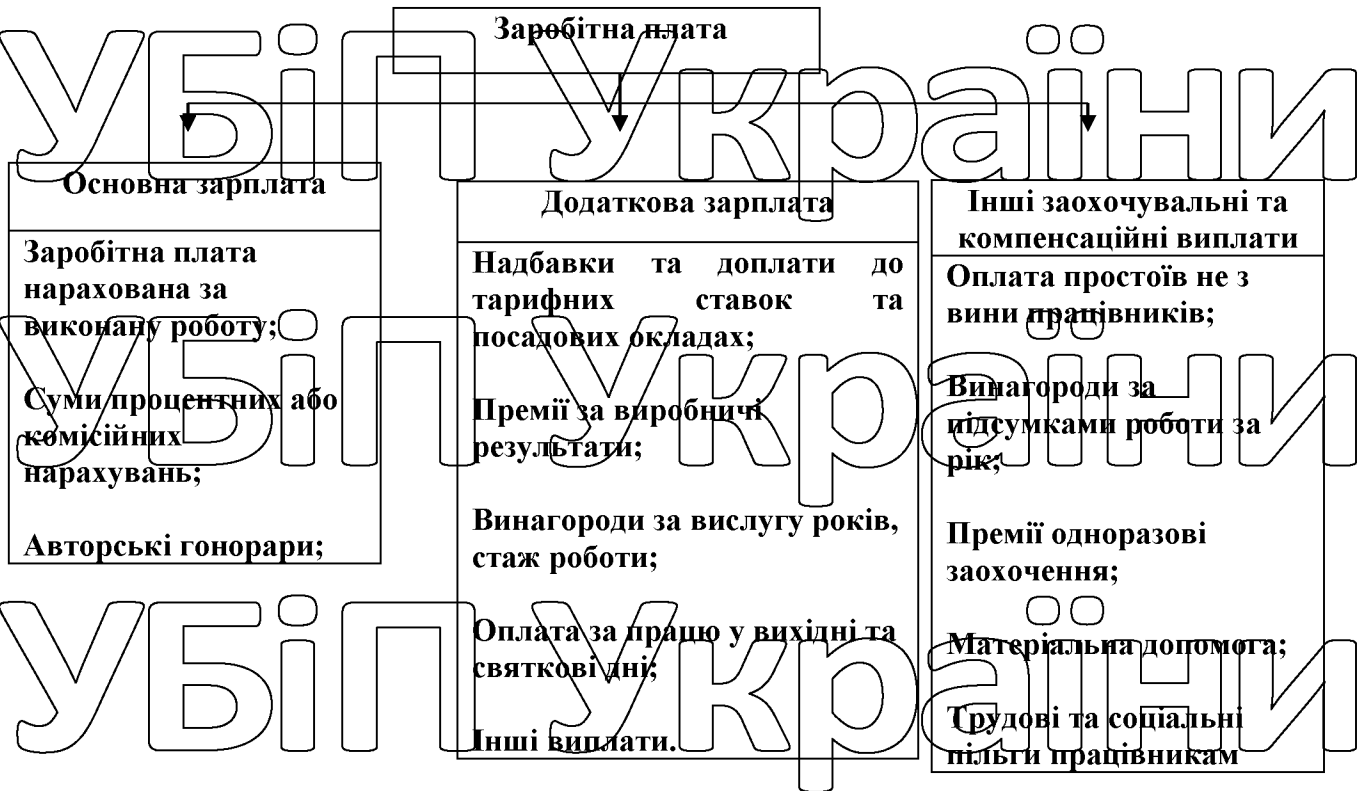 Заробітна плата
Основна зарплата
Заробітна плата
нарахована за
виконану роботу;
Суми процентних або
комісійних
нарахувань;
Авторські гонорари;
Додаткова зарплата
Надбавки та доплати до
тарифних ставок та
посадових окладах;
Премії за виробничі
результати;
Винагороди за вислугу років,
стаж роботи;
Оплата за працю у вихідні та
святкові дні;
Інші виплати.
Інші заохочувальні та
компенсаційні виплати
Оплата простоїв не з
вини працівників;
Винагороди за
підсумками роботи за
рік;
Премії одноразові
заохочення;
Матеріальна допомога;
Трудові та соціальні
пільги працівникам
УБіП України
УБіП України
УБіП України